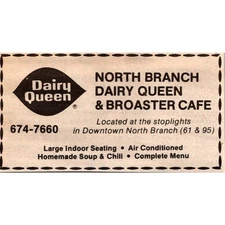 Dairy
Queen®
674-7660
NORTH BRANCH
DAIRY QUEEN
& BROASTER CAFE
Located at the stoplights
in Downtown North Branch (61 & 95)
Large Indoor Seating • Air Conditioned
Homemade Soup & Chili • Complete Menu